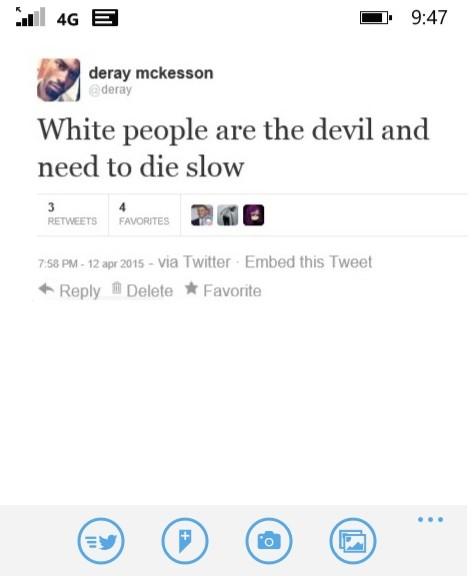 4G 9:47
deray mckesson
@deray
White people are the devil and
need to die slow
3 4
RETWEETS FAVORITES
7:58 PM - 12 apr 2015 - via Twitter · Embed this Tweet
Reply Delete Favorite